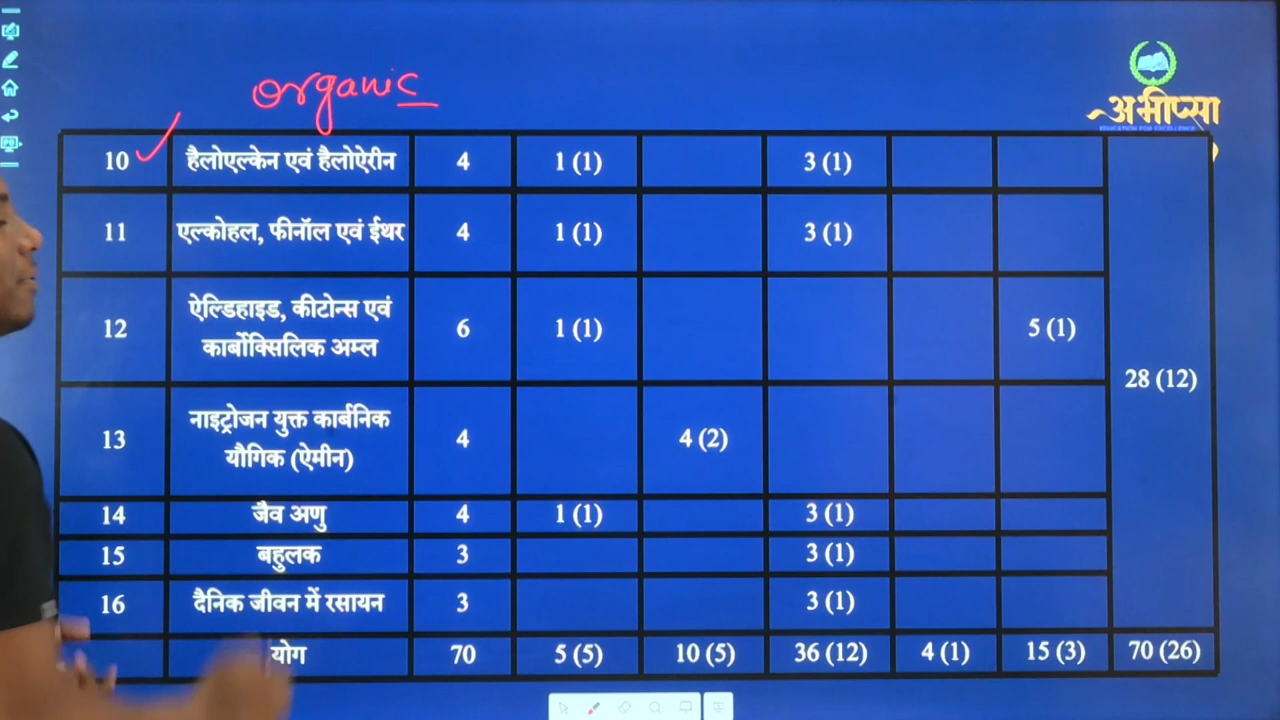 organic
अभीप्सा
EDUCATION FOR EXCELLENCE
10 हैलोएल्केन एवं हैलोऐरीन 4 1 (1) 3 (1)
11 एल्कोहल, फीनॉल एवं ईथर 4 1 (1) 3 (1)
12 ऐल्डिहाइड, कीटोन्स एवं
कार्बोक्सिलिक अम्ल 6 1 (1) 5 (1)
28 (12)
13 नाइट्रोजन युक्त कार्बनिक
यौगिक (ऐमीन) 4 4 (2)
14 जैव अणु 4 1 (1) 3 (1)
15 बहुलक 3 3 (1)
16 दैनिक जीवन में रसायन 3 3 (1)
योग 70 5 (5) 10 (5) 36 (12) 4 (1) 15 (3) 70 (26)